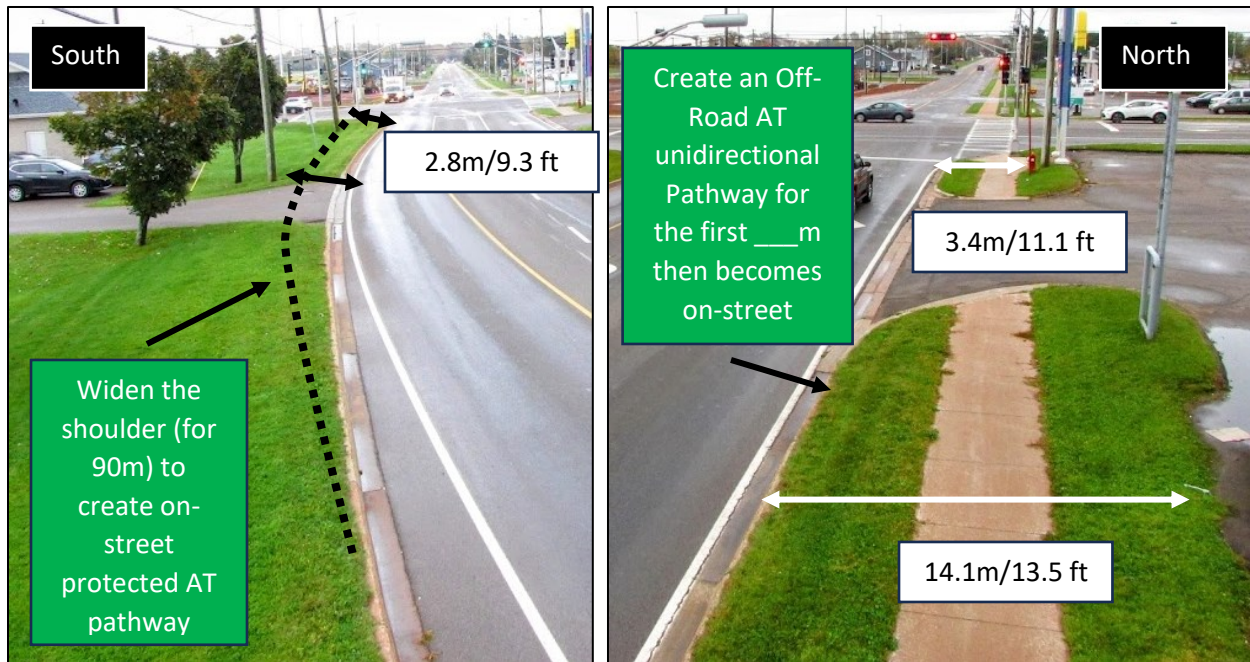 South
2.8m/9.3 ft
Widen the
shoulder (for
90m) to
create on-
street
protected AT
pathway
North
Create an Off-
Road AT
unidirectional
Pathway for
the first ___m
then becomes
on-street
3.4m/11.1 ft
14.1m/13.5 ft